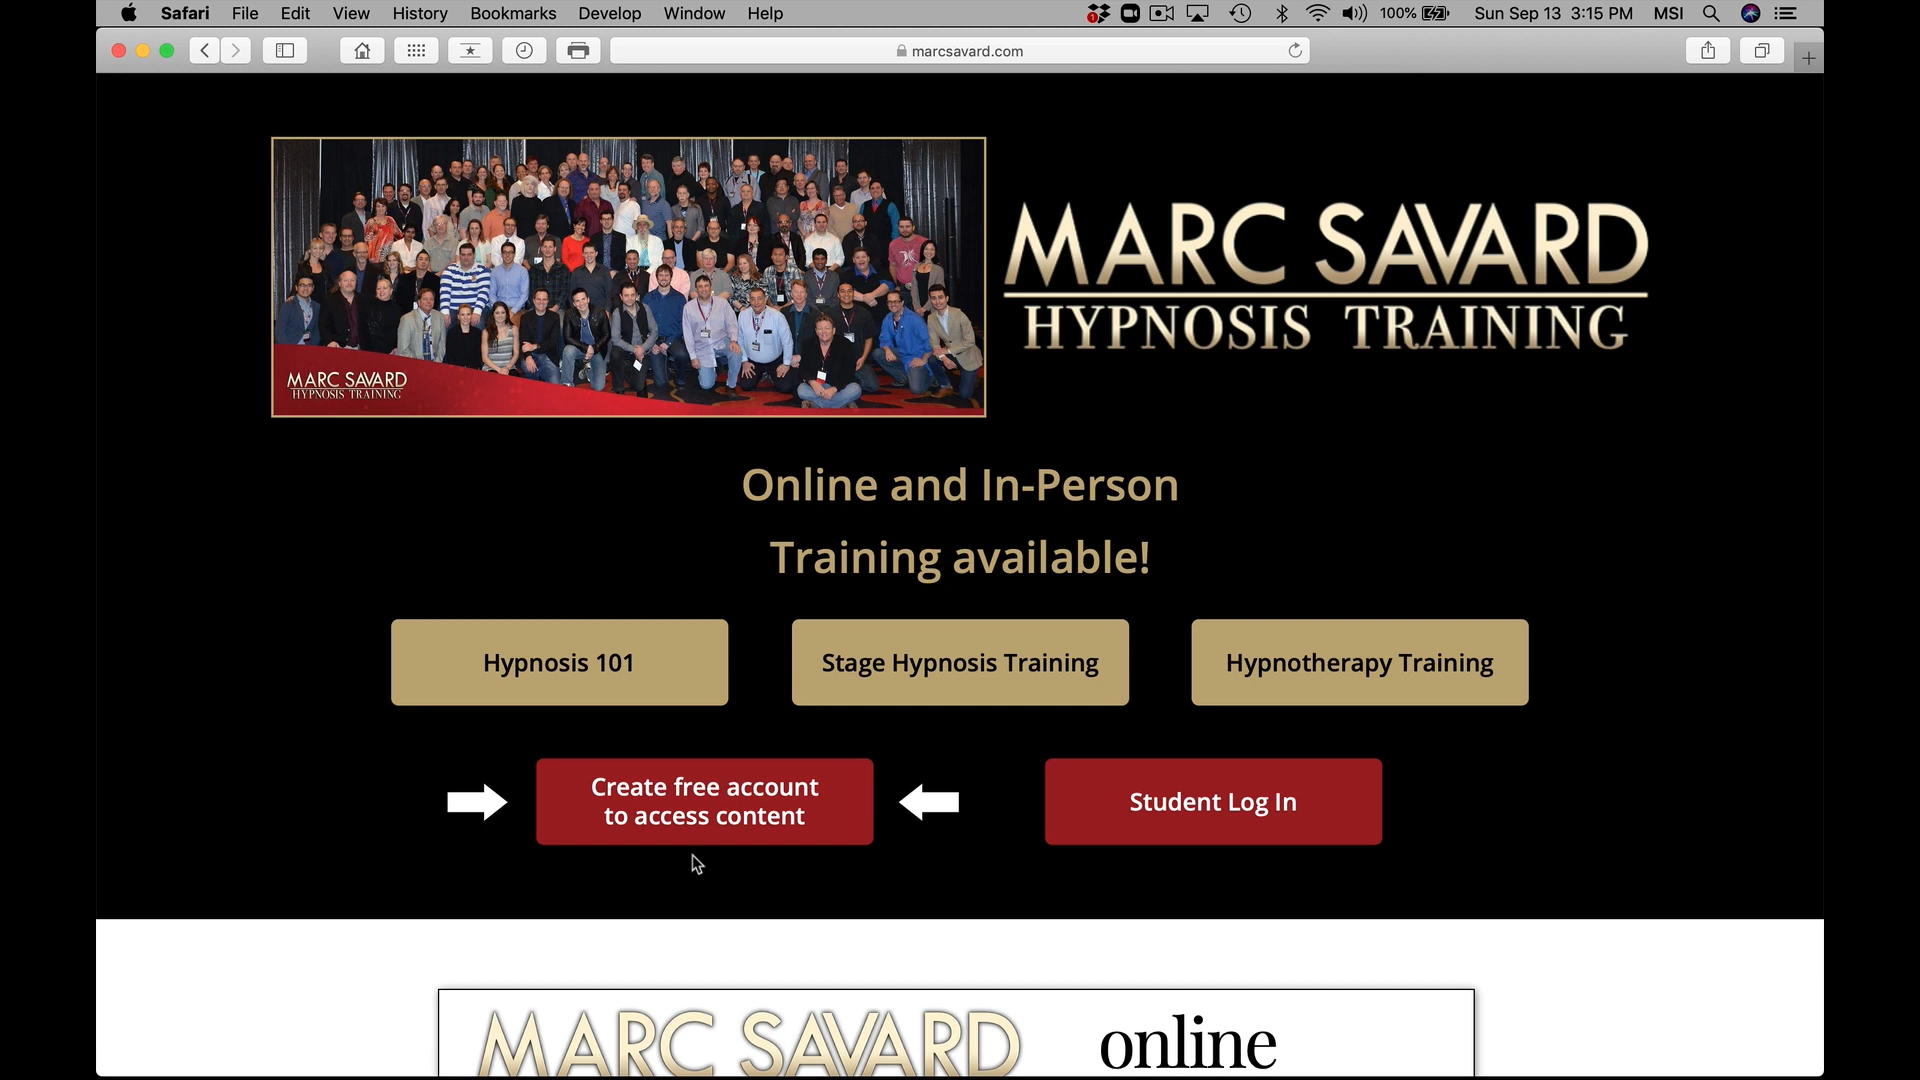 Safari File Edit View History Bookmarks Develop Window Help 1 100% Sun Sep 13 3:15 PM MSI
marcsavard.com
MARC SAVARD
HYPNOSIS TRAINING
MARC SAVARD
HYPNOSIS TRAINING
Online and In-Person
Training available!
Hypnosis 101
Stage Hypnosis Training
Hypnotherapy Training
Create free account
to access content
Student Log In
MARC SAVARD online